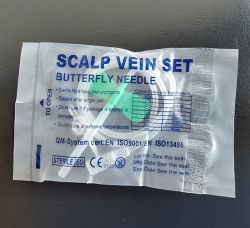 SCALP VEIN SET
BUTTERFLY NEEDLE
• Sterile, Non-toxic, Non-pyrogenic
• Discard after single use
• Do not use if package is opened or
damaged
• Do not store at extreme temperatures
TO OPEN
QM-System cert: EN ISO9001/EN ISO13485
STERILE EO
CE
Lot No. See the seal
Mfg Date See the seal
Exp Date See the seal